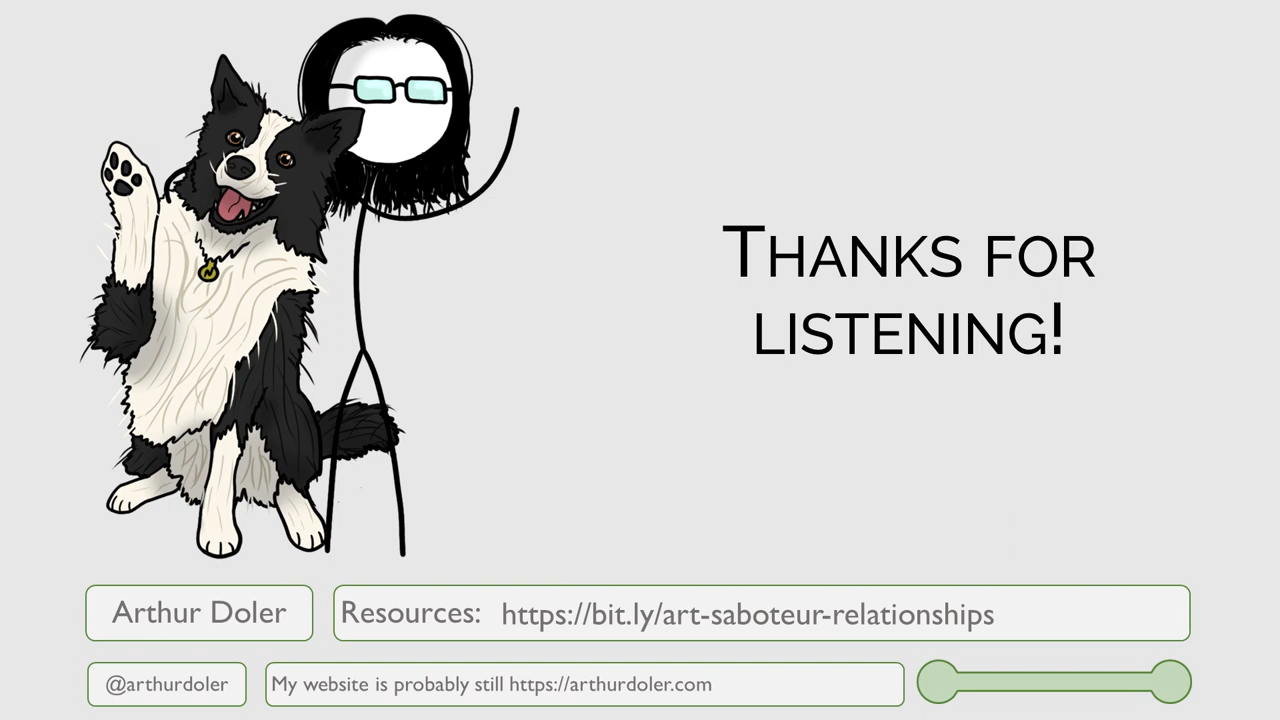 Thanks for
listening!
Arthur Doler
Resources: https://bit.ly/art-saboteur-relationships
@arthurdoler
My website is probably still https://arthurdoler.com